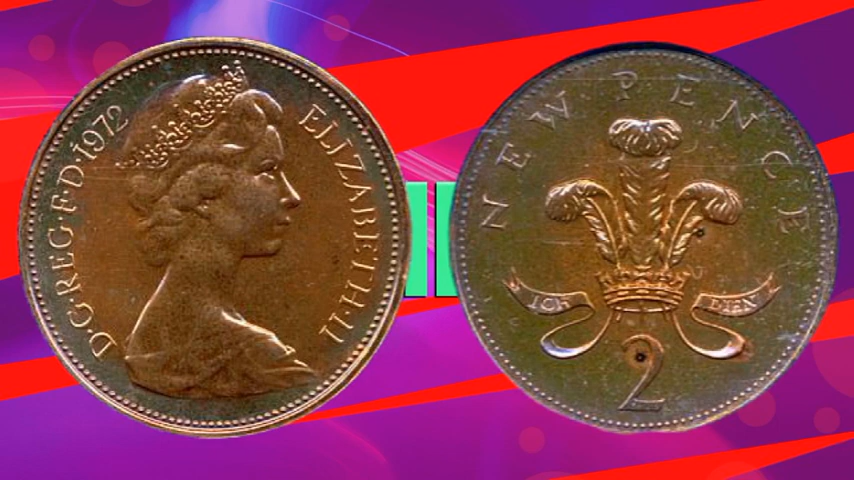 D·G·REG·F·D·1972
ELIZABETH·II
NEW PENCE
ICH DIEN
2